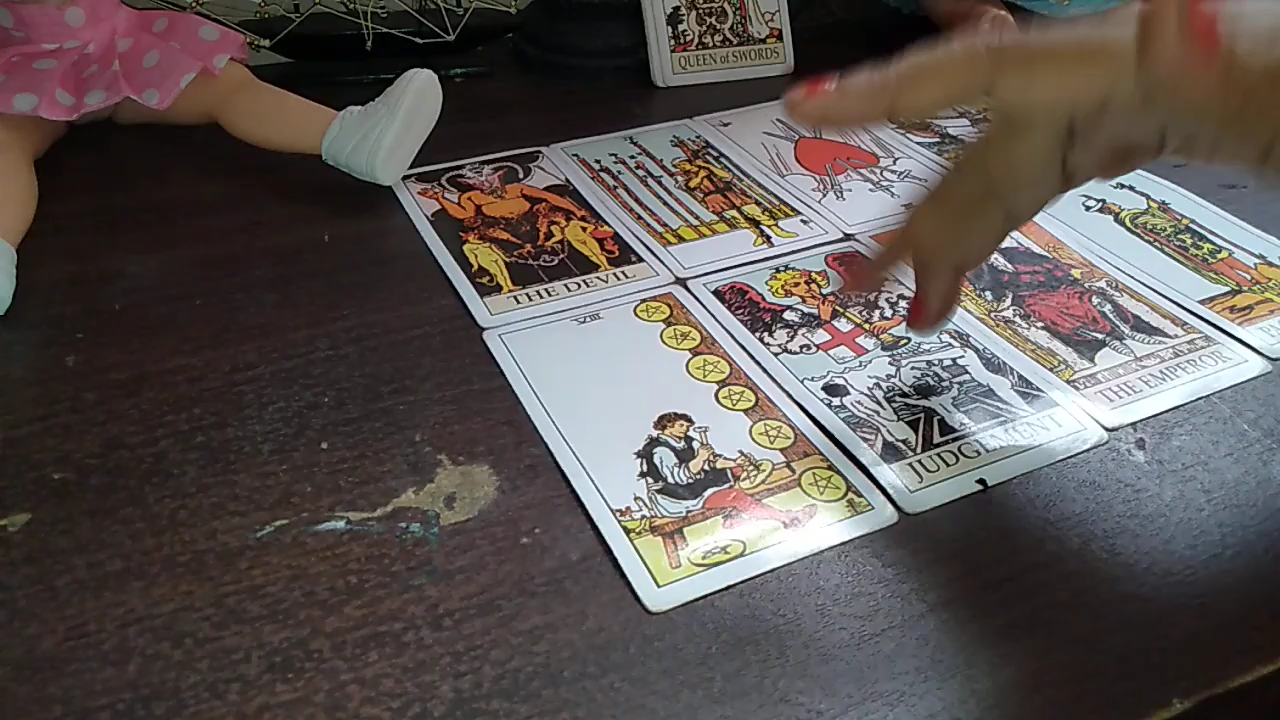 QUEEN of SWORDS
THE DEVIL
VIII
JUDGEMENT
THE EMPEROR